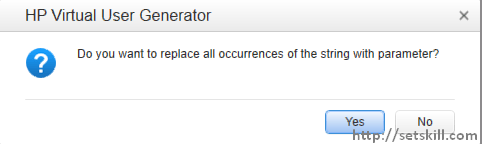 HP Virtual User Generator
Do you want to replace all occurrences of the string with parameter?
Yes
No
http://setskill.com